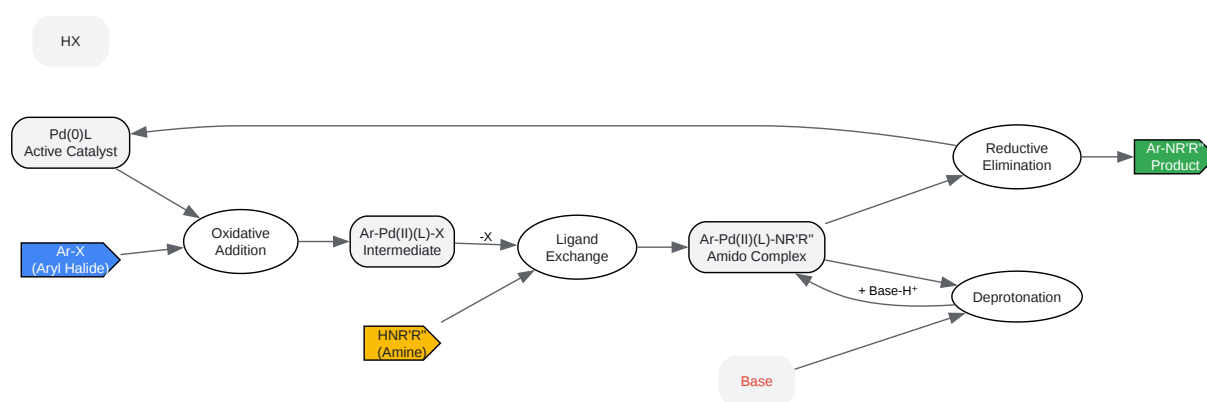 HX
Pd(0)L
Active Catalyst
Ar-X
(Aryl Halide)
Oxidative
Addition
Ar-Pd(II)(L)-X
Intermediate
-X
HNR'R"
(Amine)
Ligand
Exchange
Ar-Pd(II)(L)-NR'R"
Amido Complex
Reductive
Elimination
Ar-NR'R"
Product
+ Base-H⁺
Deprotonation
Base